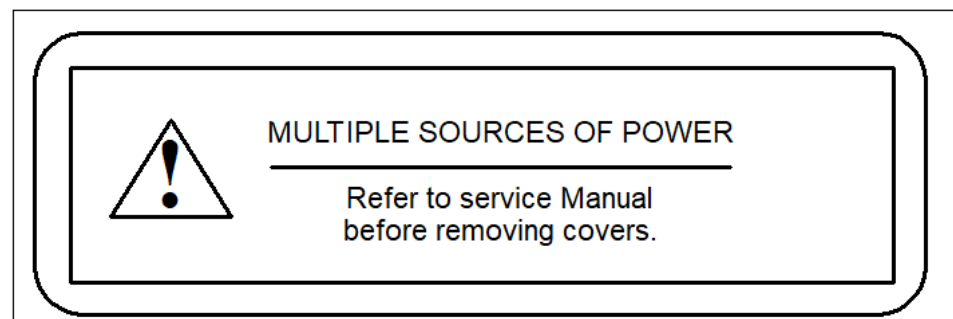 MULTIPLE SOURCES OF POWER
Refer to service Manual
before removing covers.